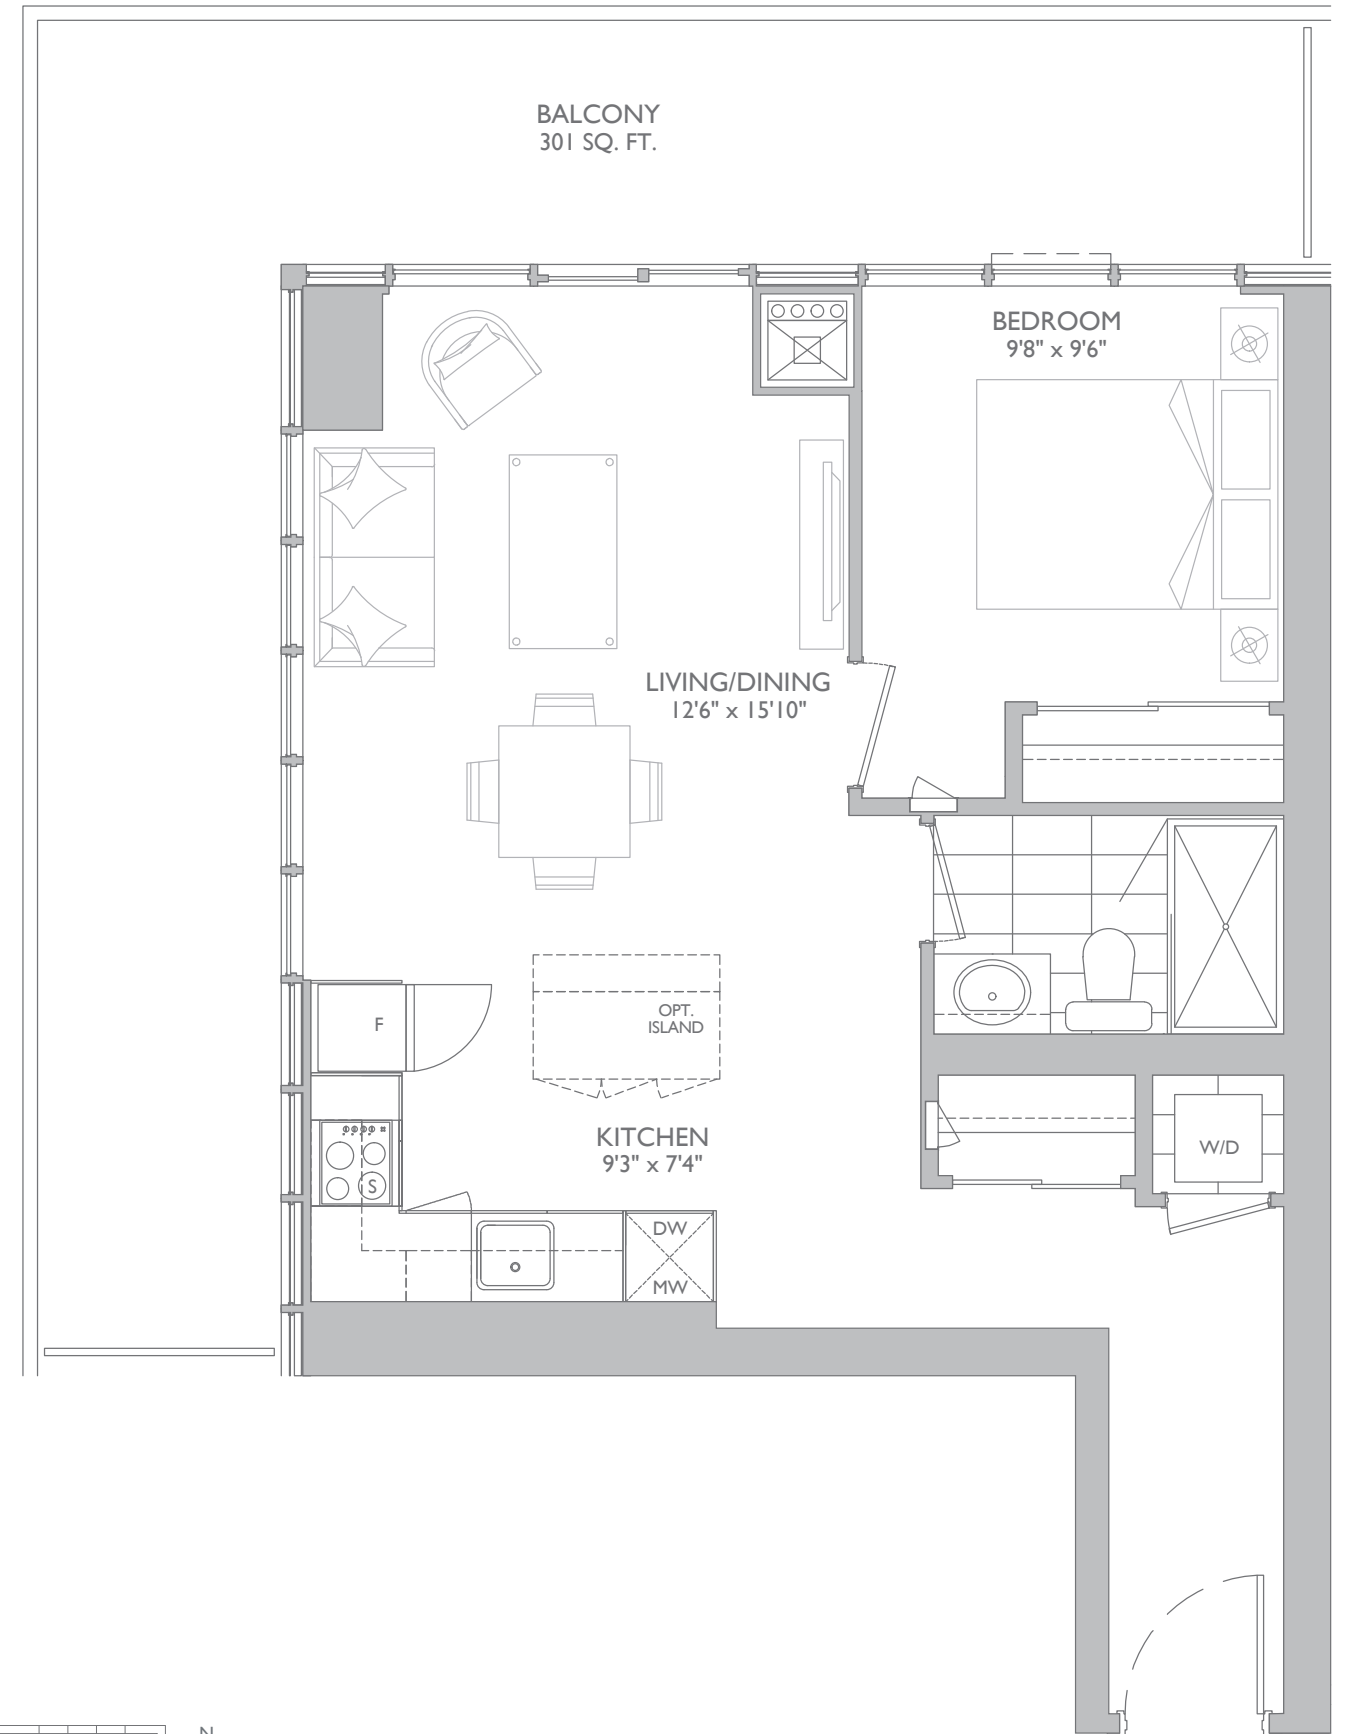 BALCONY
301 SQ. FT.
BEDROOM
9'8" x 9'6"
LIVING/DINING
12'6" x 15'10"
F
OPT.
ISLAND
KITCHEN
9'3" x 7'4"
W/D
S
DW
MW
N